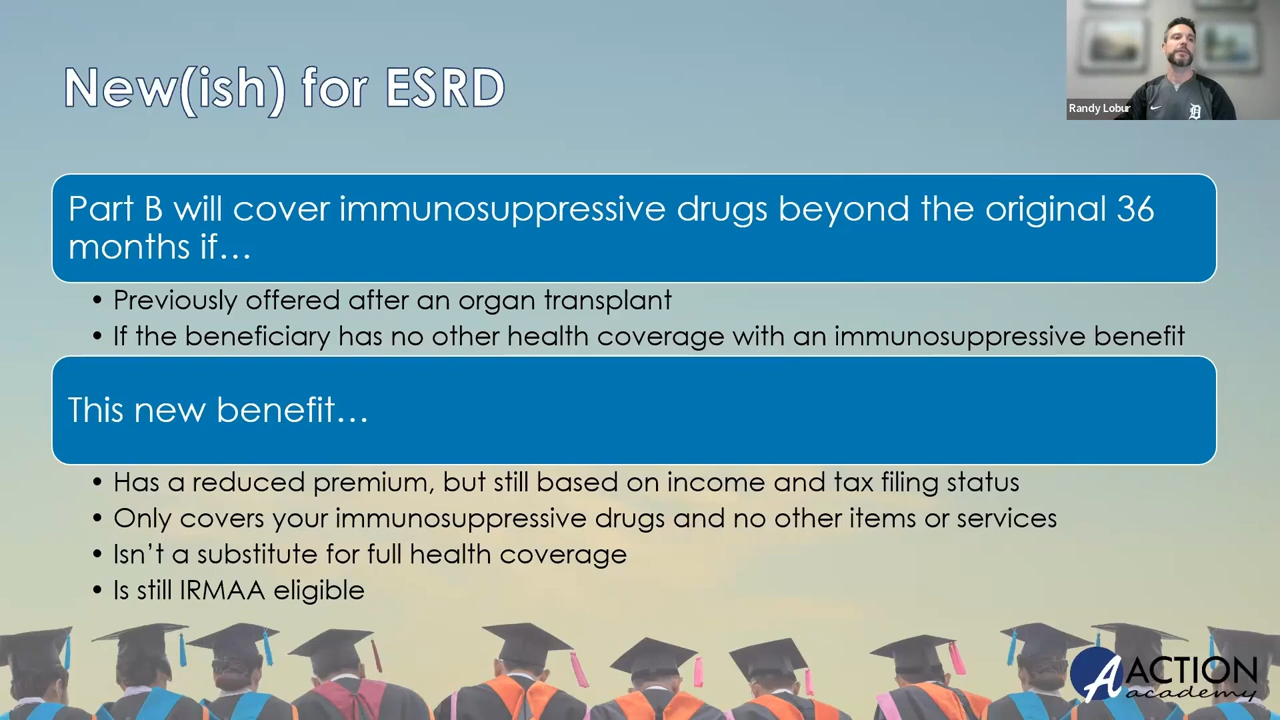 New(ish) for ESRD
Randy Lobur
Part B will cover immunosuppressive drugs beyond the original 36
months if…
• Previously offered after an organ transplant
• If the beneficiary has no other health coverage with an immunosuppressive benefit
This new benefit…
• Has a reduced premium, but still based on income and tax filing status
• Only covers your immunosuppressive drugs and no other items or services
• Isn’t a substitute for full health coverage
• Is still IRMAA eligible
A ACTION
academy